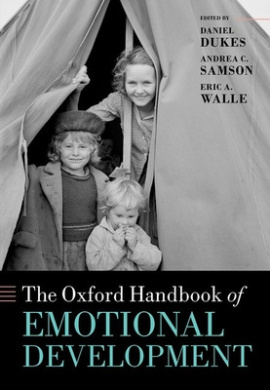 EDITED BY
DANIEL
DUKES
ANDREA C.
SAMSON
ERIC A.
WALLE
The Oxford Handbook of
EMOTIONAL
DEVELOPMENT